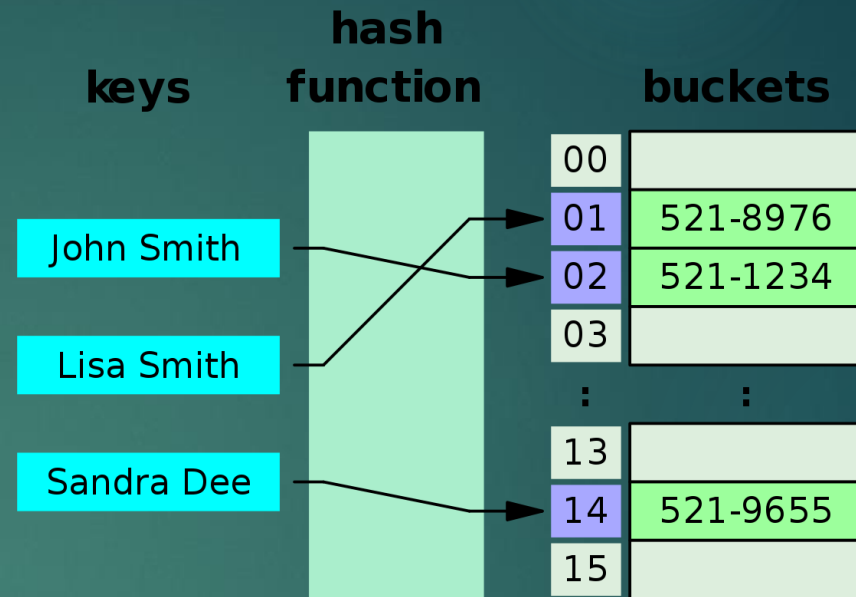 hash
keys function buckets
00
01 521-8976
John Smith 02 521-1234
03
Lisa Smith
: :
13
Sandra Dee 14 521-9655
15